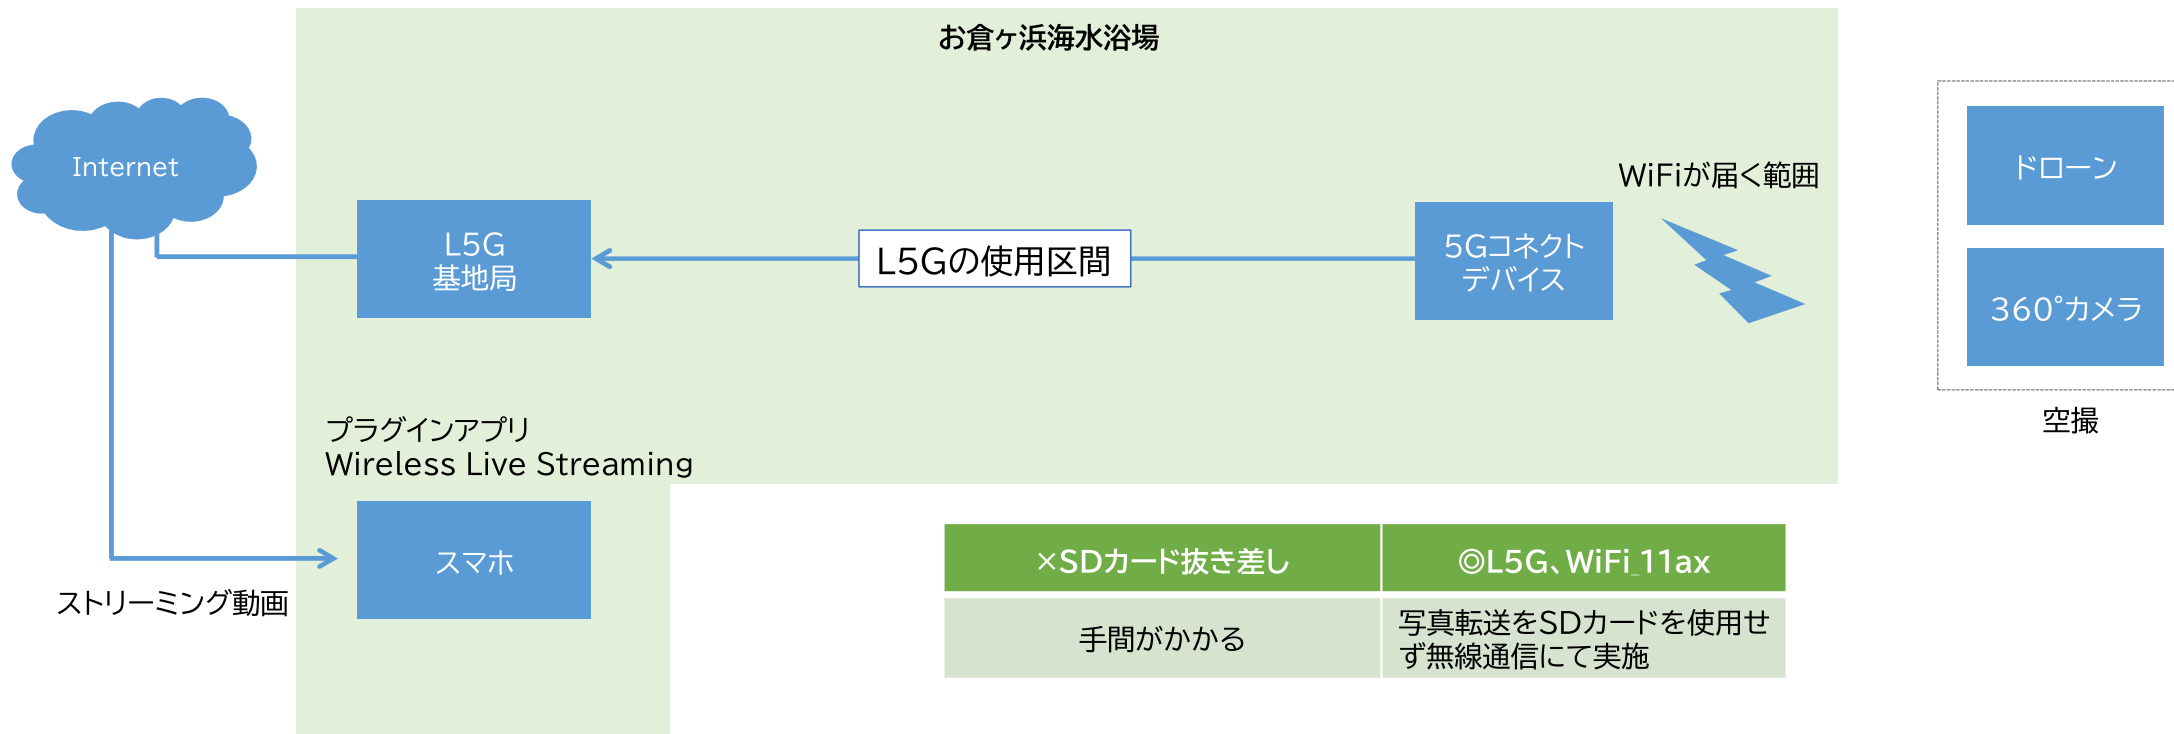 お倉ヶ浜海水浴場
Internet
L5G
基地局
L5Gの使用区間
5Gコネクト
デバイス
WiFiが届く範囲
ドローン
360°カメラ
空撮
プラグインアプリ
Wireless Live Streaming
スマホ
ストリーミング動画
×SDカード抜き差し
◎L5G、WiFi_11ax
手間がかかる
写真転送をSDカードを使用せ
ず無線通信にて実施